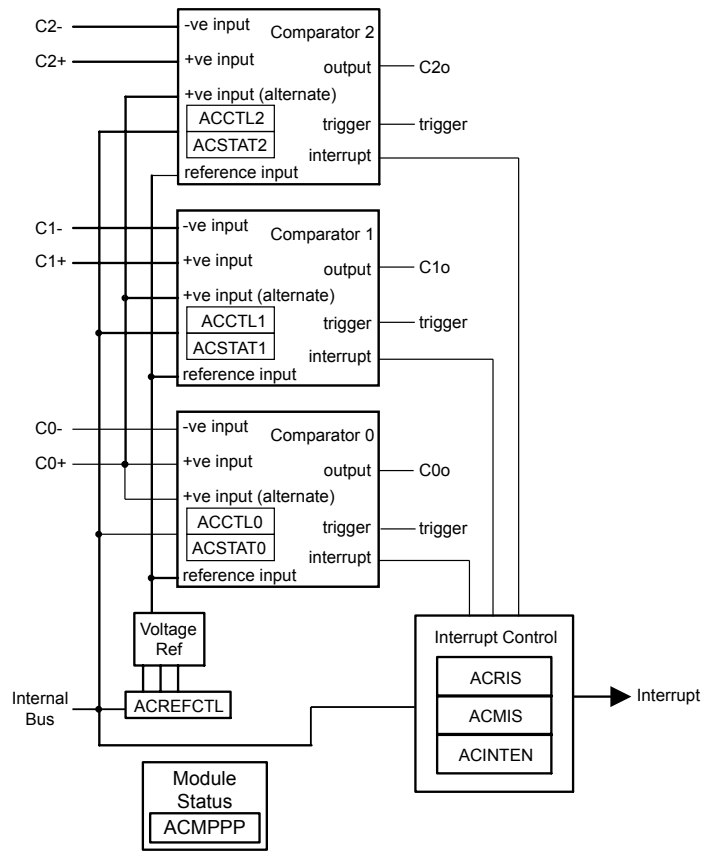 C2-
-ve input
Comparator 2
C2+
+ve input
output
C2o
+ve input (alternate)
ACCTL2
trigger
trigger
ACSTAT2
interrupt
reference input
C1-
-ve input
Comparator 1
C1+
+ve input
output
C1o
+ve input (alternate)
ACCTL1
trigger
trigger
ACSTAT1
interrupt
reference input
C0-
-ve input
Comparator 0
C0+
+ve input
output
C0o
+ve input (alternate)
ACCTL0
trigger
trigger
ACSTAT0
interrupt
reference input
Voltage
Ref
Interrupt Control
ACRIS
Internal
Bus
ACREFCTL
Interrupt
ACMIS
ACINTEN
Module
Status
ACMPPP